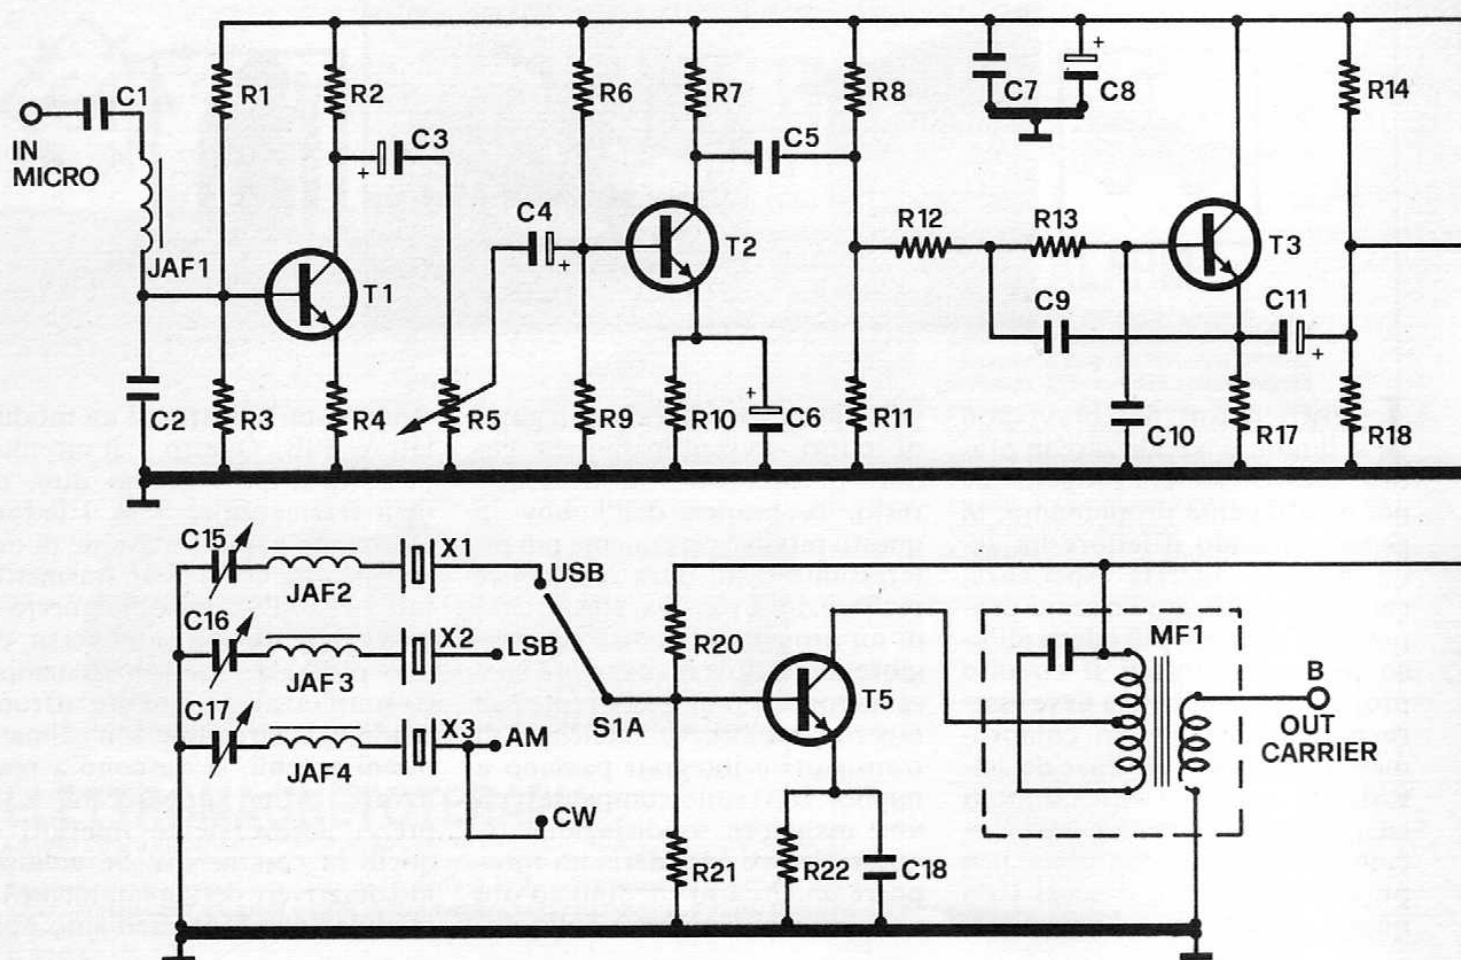 C1
R1
R2
R6
R7
R8
C7
+
C8
R14
IN
MICRO
C3
+
C5
JAF1
C4
+
R12
R13
T1
T2
T3
C9
C11
+
C2
R3
R4
R5
R9
R10
+
C6
R11
C10
R17
R18
C15
X1
USB
JAF2
C16
X2
LSB
R20
MF1
JAF3
C17
X3
AM
S1A
T5
B
OUT
CARRIER
JAF4
CW
R21
R22
C18